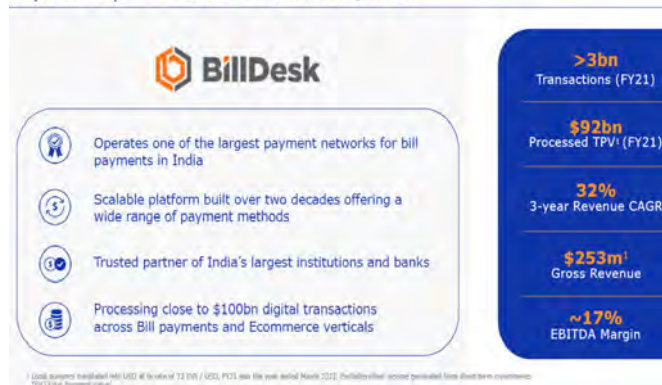 BillDesk
Operates one of the largest payment networks for bill
payments in India
Scalable platform built over two decades offering a
wide range of payment methods
Trusted partner of India's largest institutions and banks
Processing close to $100bn digital transactions
across Bill payments and Ecommerce verticals
>3bn
Transactions (FY21)
$92bn
Processed TPV (FY21)
32%
3-year Revenue CAGR
$253m¹
Gross Revenue
~17%
EBITDA Margin